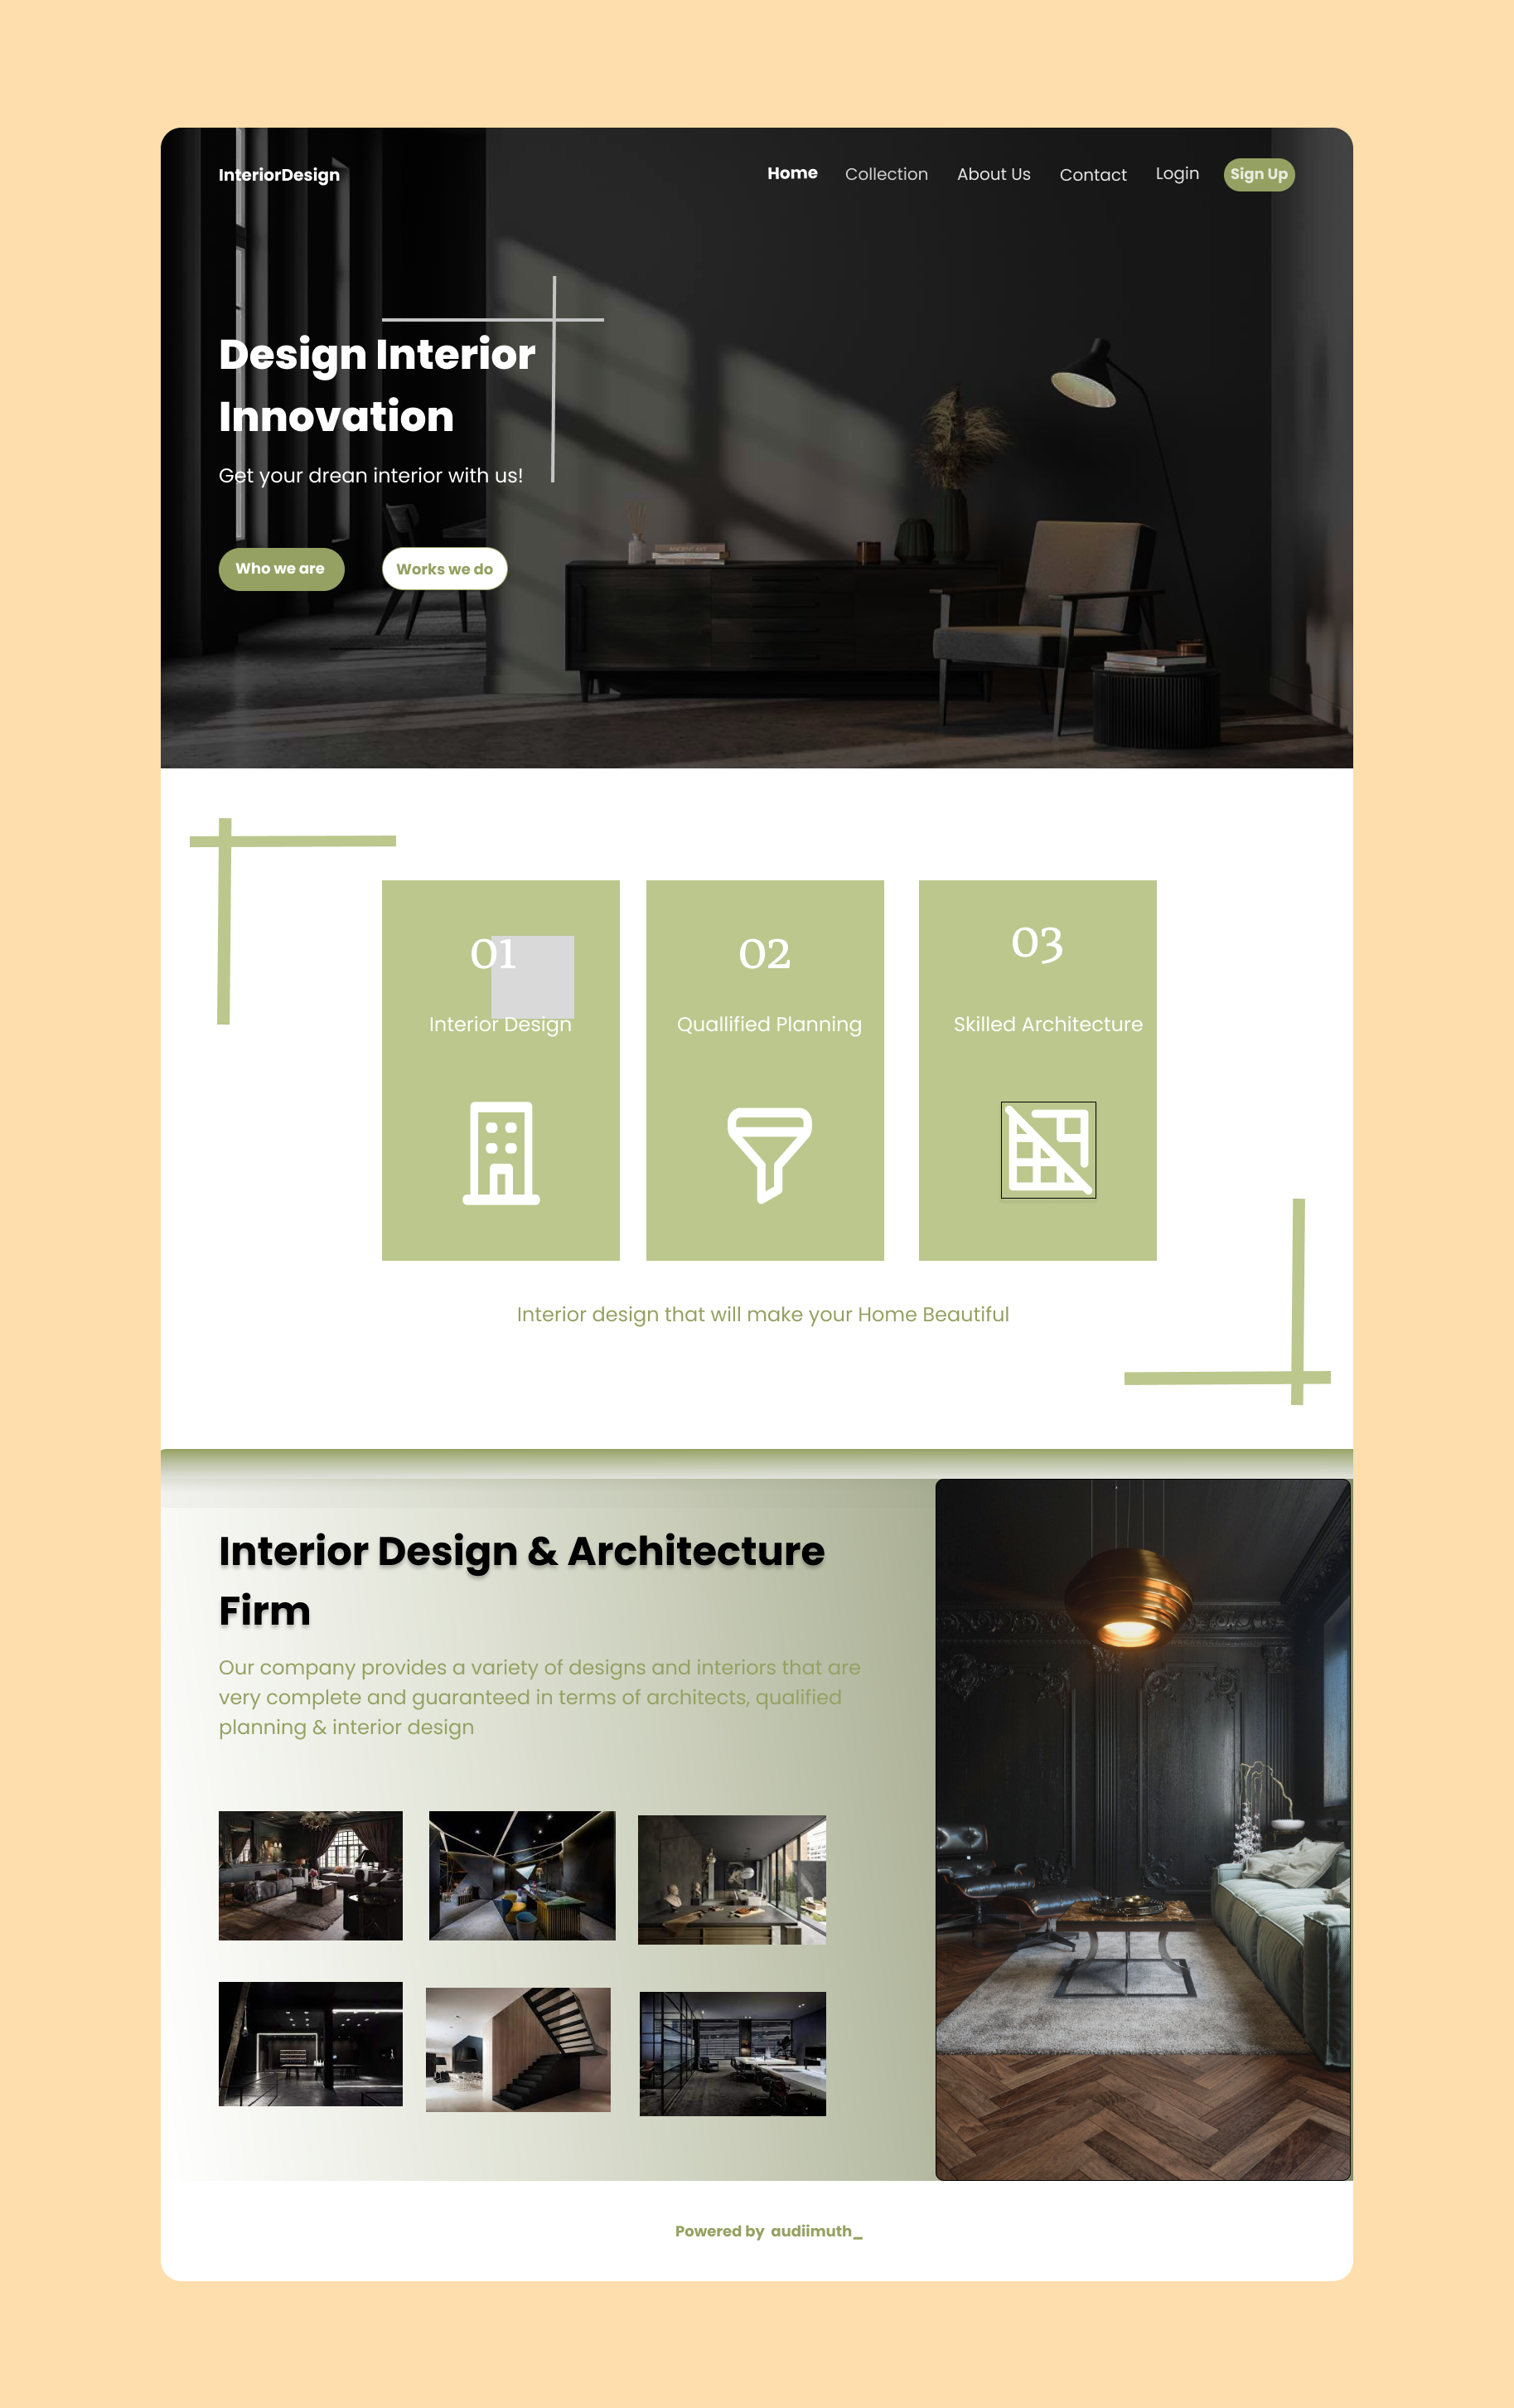 InteriorDesign
Home Collection About Us Contact Login Sign Up
Design Interior
Innovation
Get your drean interior with us!
Who we are Works we do
ANCIENT ART
01 02 03
Interior Design Quallified Planning Skilled Architecture
Interior design that will make your Home Beautiful
Interior Design & Architecture
Firm
Our company provides a variety of designs and interiors that are
very complete and guaranteed in terms of architects, qualified
planning & interior design
Powered by audiimuth_